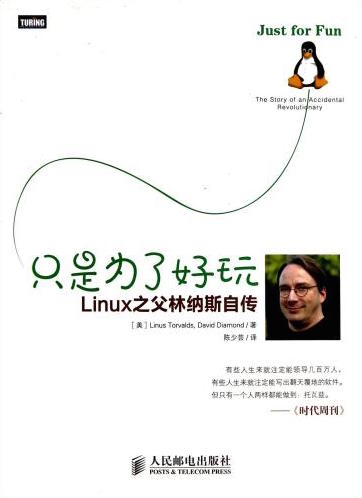 TURING
Just for Fun
The Story of an Accidental
Revolutionary
只是为了好玩
Linux之父林纳斯自传
[美] Linus Torvalds, David Diamond / 著
陈少芸 / 译
有些人生来就注定能领导几百万人，
有些人生来就注定能写出翻天覆地的软件。
但只有一个人两样都能做到：托瓦兹。
——《时代周刊》
人民邮电出版社
POSTS & TELECOM PRESS